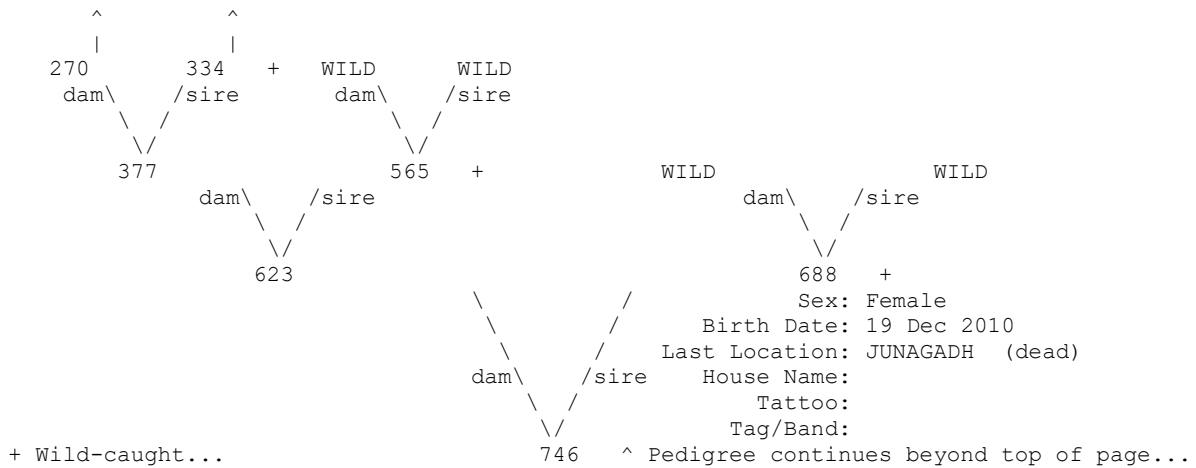 ^ ^
| |
270 334 + WILD WILD
dam\ /sire dam\ /sire
\ / \ /
\/ \/
377 565 + WILD WILD
dam\ /sire dam\ /sire
\ / \ /
\/ \/
623 688 +
\ / Sex: Female
\ / Birth Date: 19 Dec 2010
\ / Last Location: JUNAGADH (dead)
dam\ /sire House Name:
\ / Tattoo:
\/ Tag/Band:
+ Wild-caught... 746 ^ Pedigree continues beyond top of page...